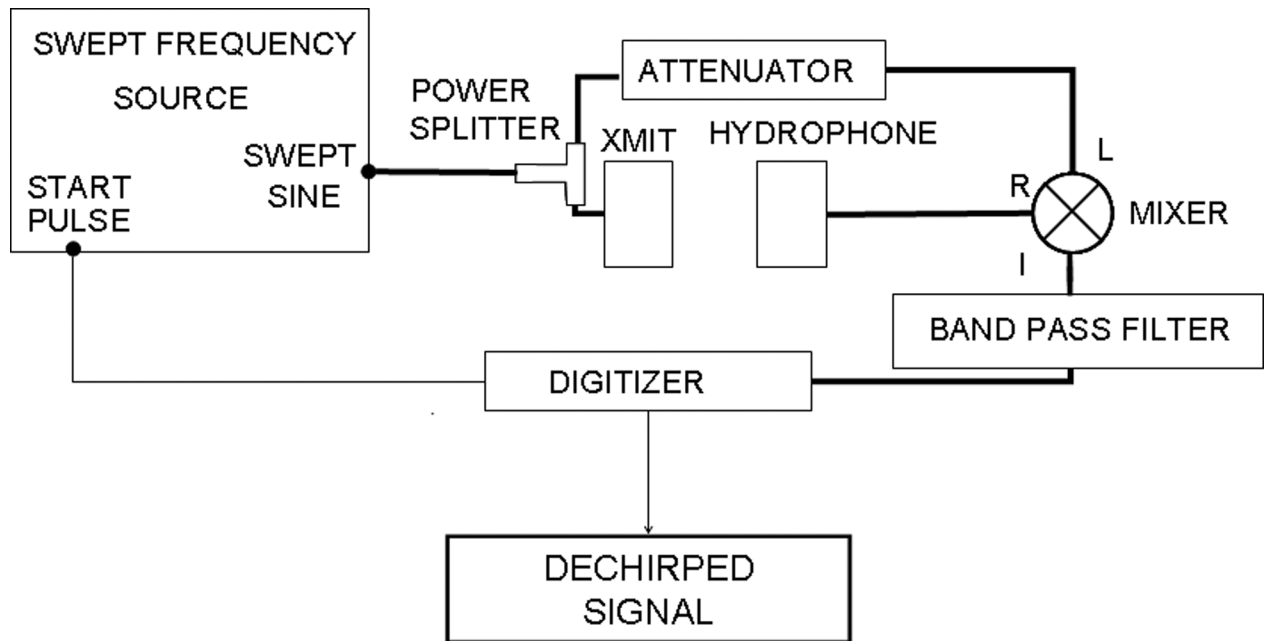 SWEPT FREQUENCY
SOURCE
SWEPT
SINE
START
PULSE
POWER
SPLITTER
ATTENUATOR
XMIT
HYDROPHONE
L
R
MIXER
I
BAND PASS FILTER
DIGITIZER
DECHIRPED
SIGNAL